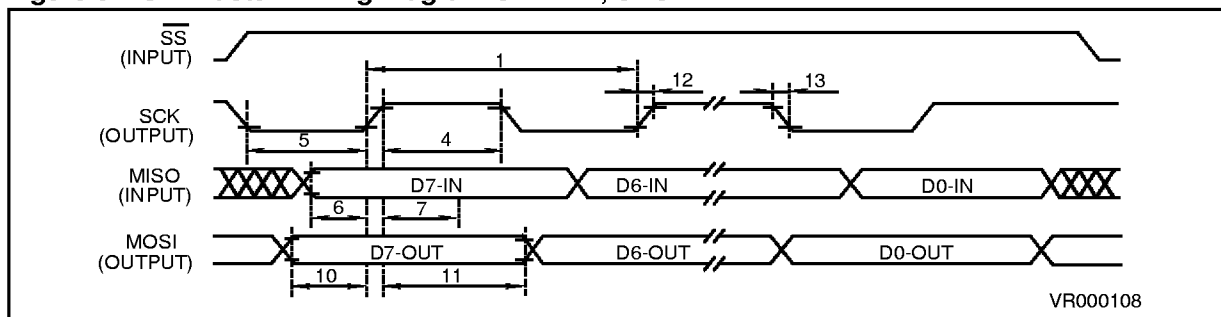 SS
(INPUT)
1
12
13
SCK
(OUTPUT)
5
4
MISO
(INPUT)
D7-IN
D6-IN
D0-IN
6
7
MOSI
(OUTPUT)
D7-OUT
D6-OUT
D0-OUT
10
11
VR000108